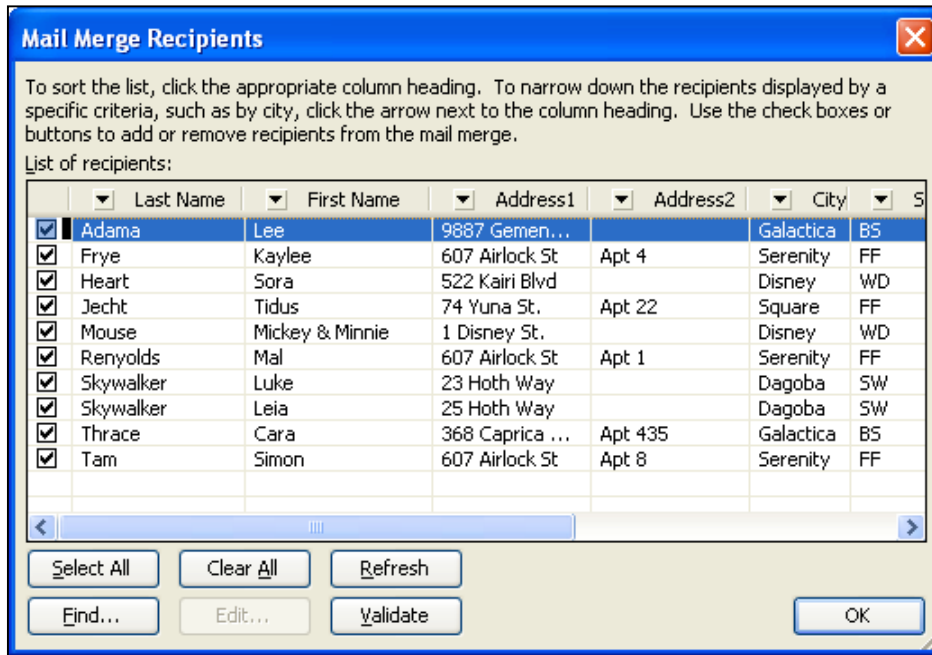 Mail Merge Recipients
To sort the list, click the appropriate column heading. To narrow down the recipients displayed by a
specific criteria, such as by city, click the arrow next to the column heading. Use the check boxes or
buttons to add or remove recipients from the mail merge.
List of recipients:
Last Name First Name Address1 Address2 City S
Adama Lee 9887 Gemen... Galactica BS
Frye Kaylee 607 Airlock St Apt 4 Serenity FF
Heart Sora 522 Kairi Blvd Disney WD
Jecht Tidus 74 Yuna St. Apt 22 Square FF
Mouse Mickey & Minnie 1 Disney St. Disney WD
Renyolds Mal 607 Airlock St Apt 1 Serenity FF
Skywalker Luke 23 Hoth Way Dagoba SW
Skywalker Leia 25 Hoth Way Dagoba SW
Thrace Cara 368 Caprica ... Apt 435 Galactica BS
Tam Simon 607 Airlock St Apt 8 Serenity FF
Select All Clear All Refresh
Find... Edit... Validate OK